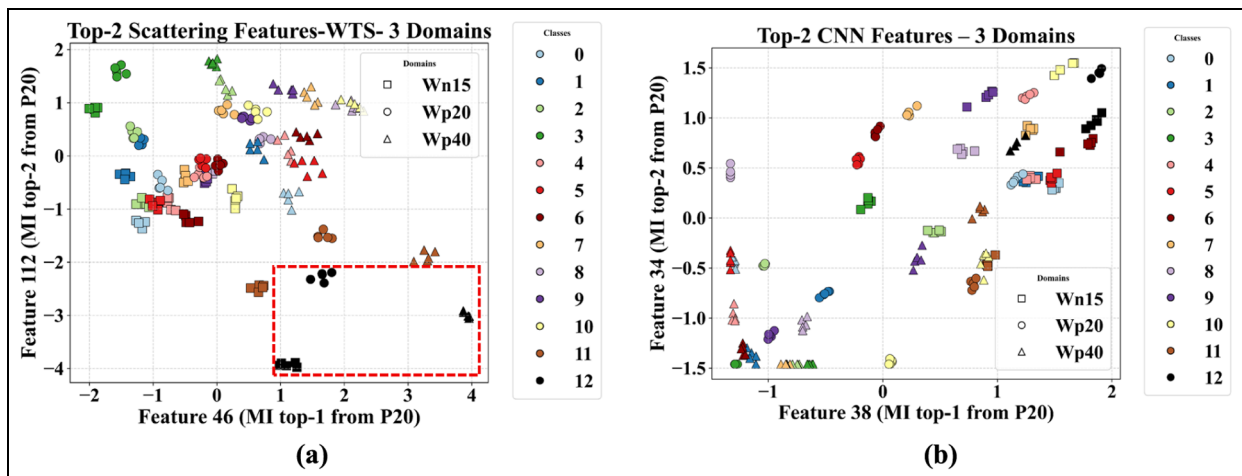 Top-2 Scattering Features-WTS- 3 Domains
Domains
Wn15
Wp20
Wp40
2
1
0
−1
−2
−3
−4
Feature 112 (MI top-2 from P20)
−2
−1
0
1
2
3
4
Feature 46 (MI top-1 from P20)
Classes
0
1
2
3
4
5
6
7
8
9
10
11
12
(a)
Top-2 CNN Features – 3 Domains
1.5
1.0
0.5
0.0
−0.5
−1.0
−1.5
Feature 34 (MI top-2 from P20)
Domains
Wn15
Wp20
Wp40
−1
0
1
2
Feature 38 (MI top-1 from P20)
Classes
0
1
2
3
4
5
6
7
8
9
10
11
12
(b)